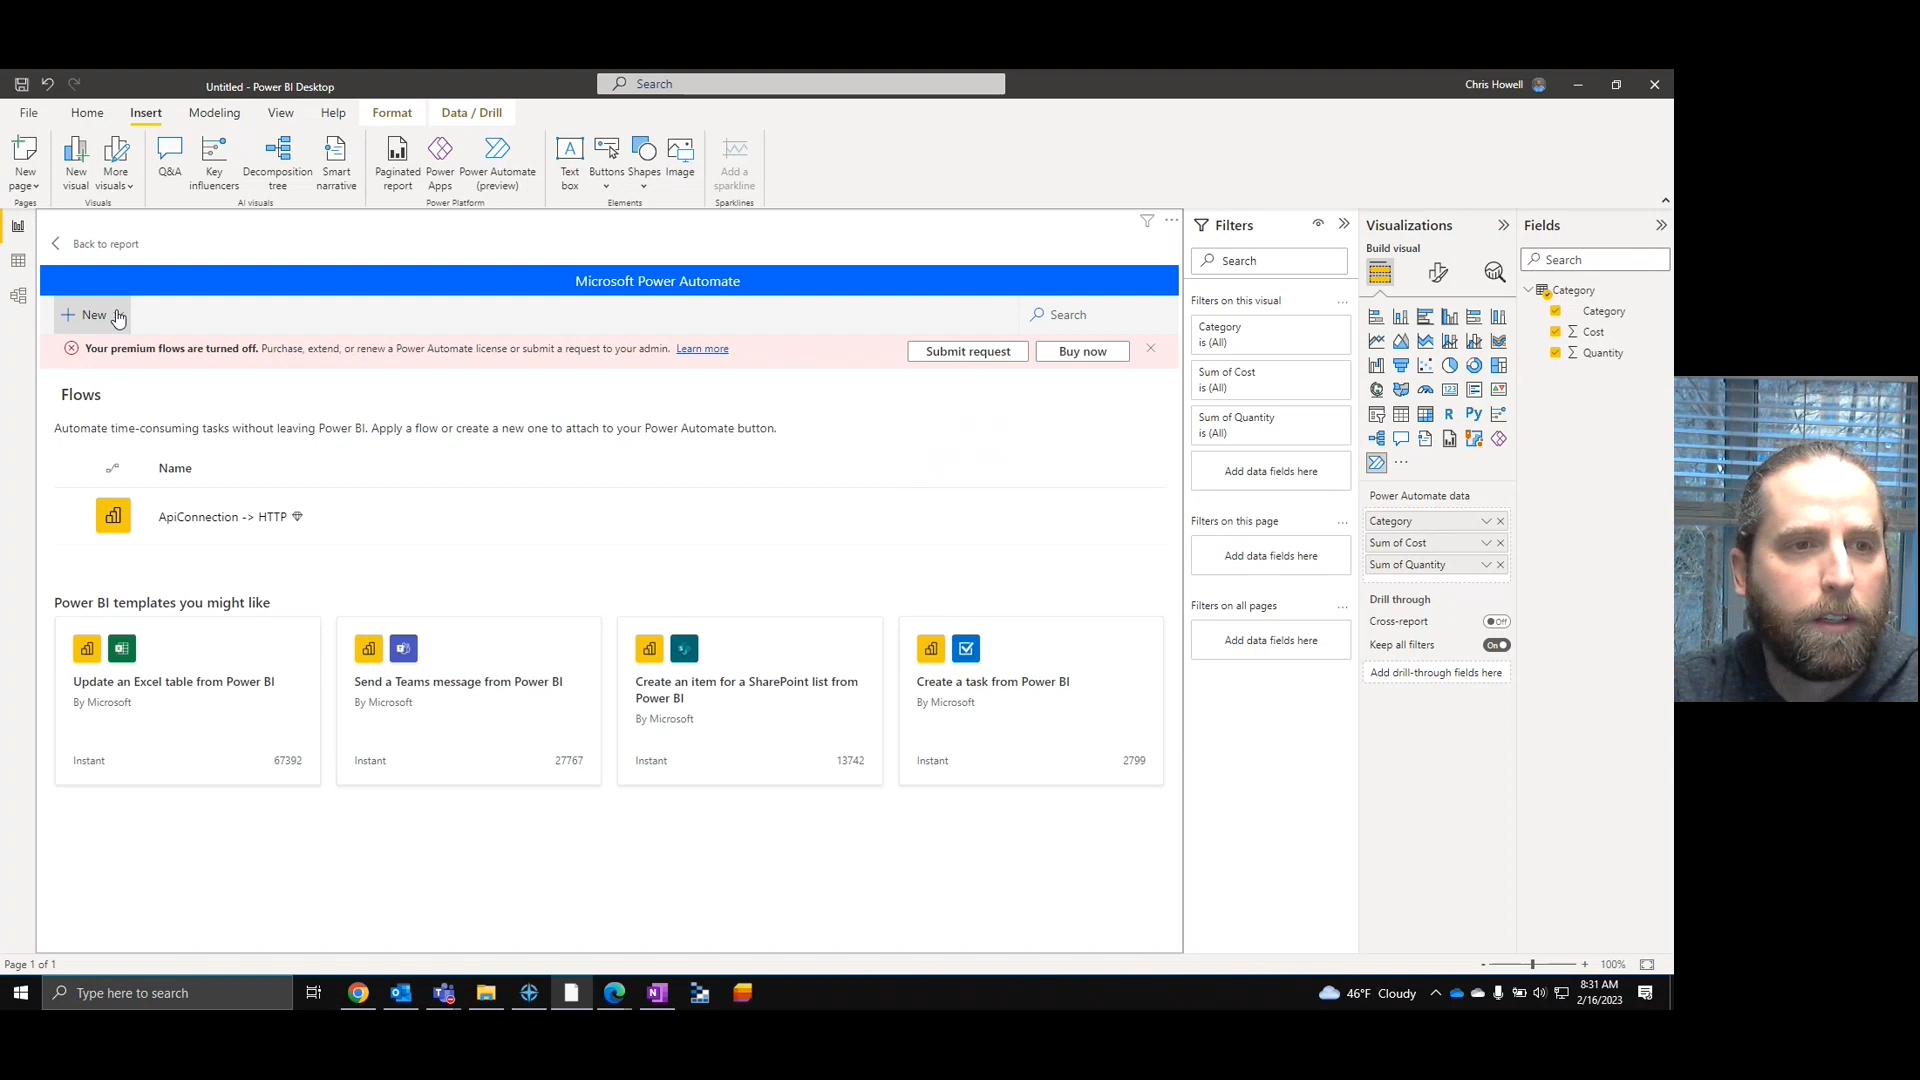 Untitled - Power BI Desktop
Search
Chris Howell
File
Home
Insert
Modeling
View
Help
Format
Data / Drill
New page
New visual
More visuals
Q&A
Key influencers
Decomposition tree
Smart narrative
Paginated report
Power Apps
Power Automate (preview)
Text box
Buttons
Shapes
Image
Add a sparkline
Pages
Visuals
AI visuals
Power Platform
Elements
Sparklines
Back to report
Microsoft Power Automate
New
Search
Your premium flows are turned off. Purchase, extend, or renew a Power Automate license or submit a request to your admin. Learn more
Submit request
Buy now
Flows
Automate time-consuming tasks without leaving Power BI. Apply a flow or create a new one to attach to your Power Automate button.
Name
ApiConnection -> HTTP
Power BI templates you might like
Update an Excel table from Power BI
By Microsoft
Instant
67392
Send a Teams message from Power BI
By Microsoft
Instant
27767
Create an item for a SharePoint list from
Power BI
By Microsoft
Instant
13742
Create a task from Power BI
By Microsoft
Instant
2799
Filters
Search
Filters on this visual
Category
is (All)
Sum of Cost
is (All)
Sum of Quantity
is (All)
Add data fields here
Filters on this page
Add data fields here
Filters on all pages
Add data fields here
Visualizations
Build visual
R
Py
123
Power Automate data
Category
Sum of Cost
Sum of Quantity
Drill through
Cross-report
Off
Keep all filters
On
Add drill-through fields here
Fields
Search
Category
Category
Cost
Quantity
Page 1 of 1
100%
Type here to search
46°F Cloudy
8:31 AM
2/16/2023